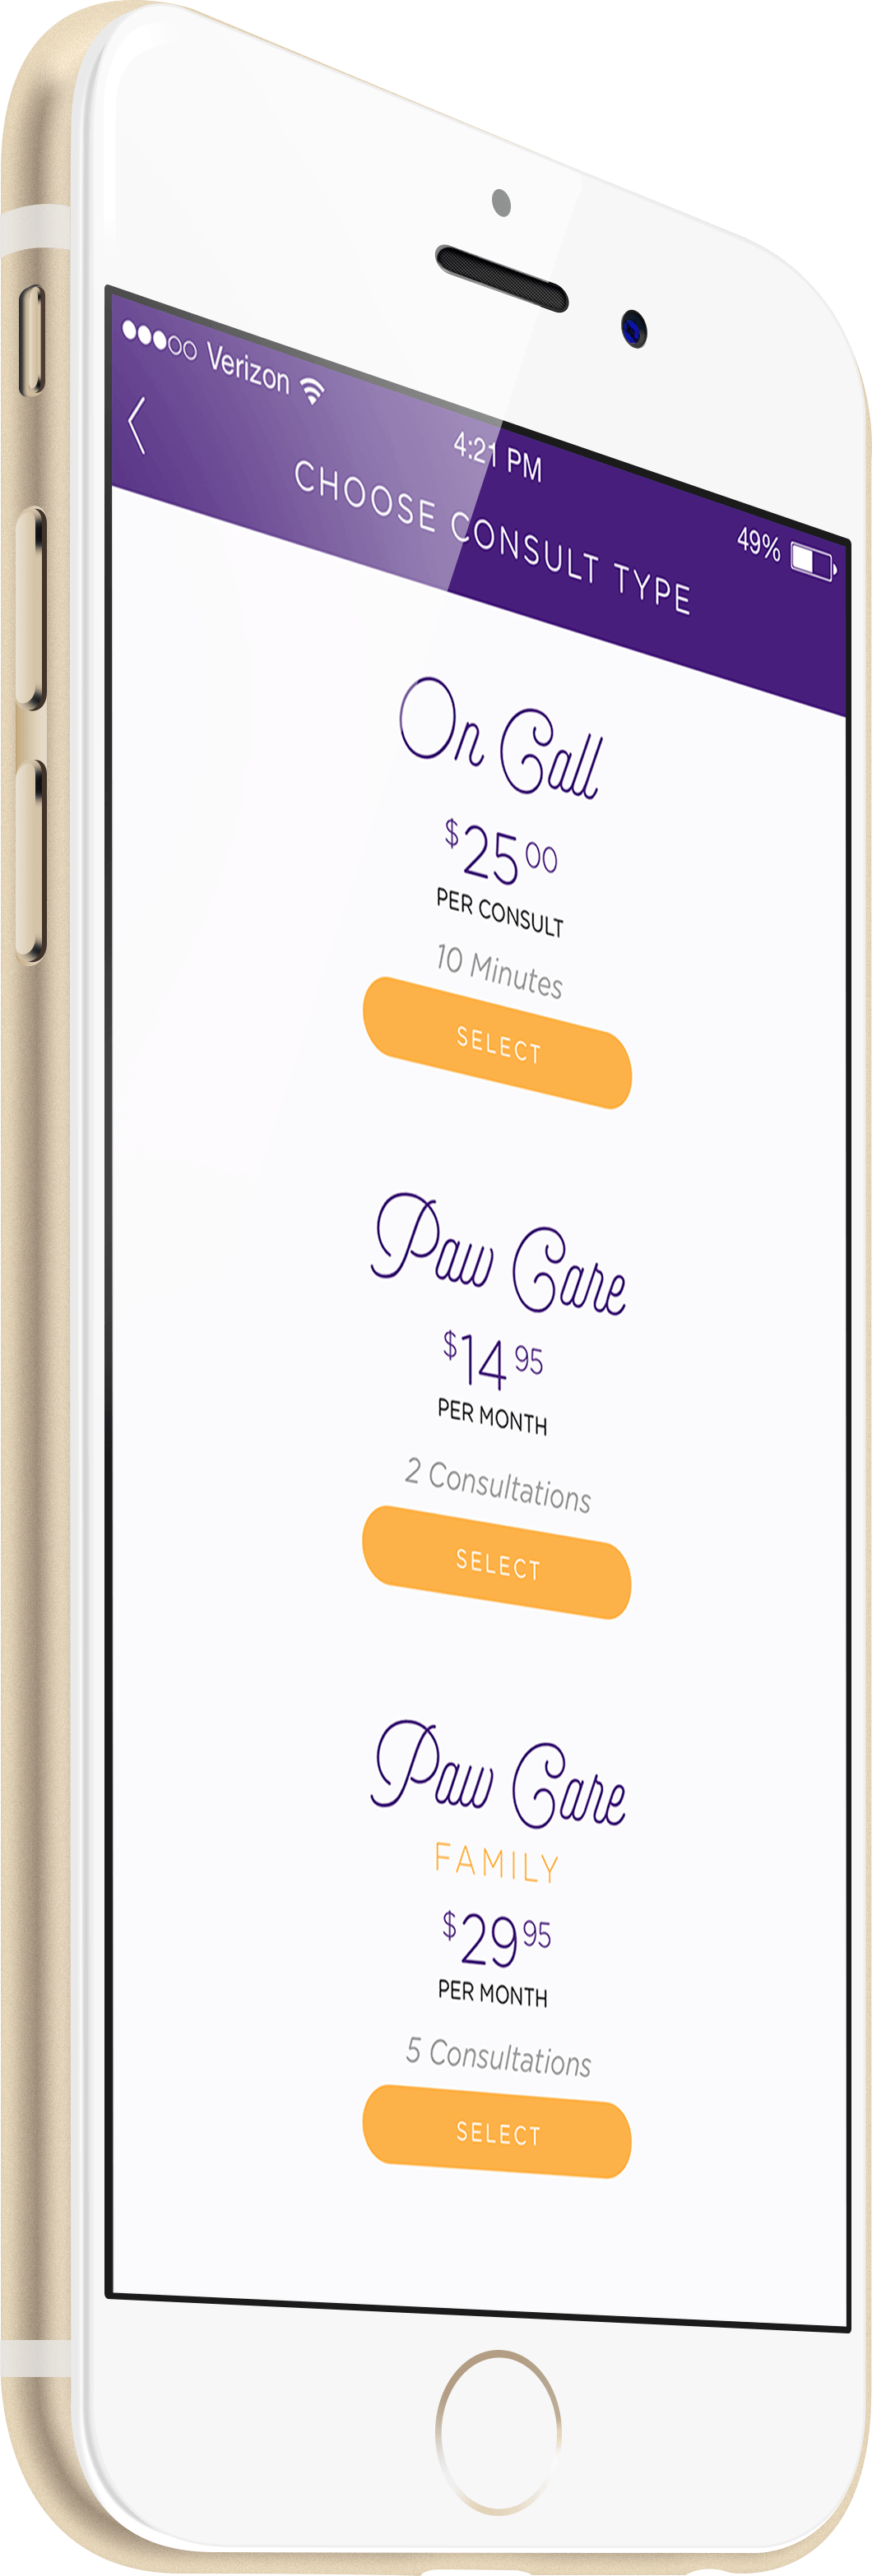 Verizon
4:21 PM
49%
CHOOSE CONSULT TYPE
On Call
$25 00
PER CONSULT
10 Minutes
SELECT
Paw Care
$14 95
PER MONTH
2 Consultations
SELECT
Paw Care
FAMILY
$29 95
PER MONTH
5 Consultations
SELECT